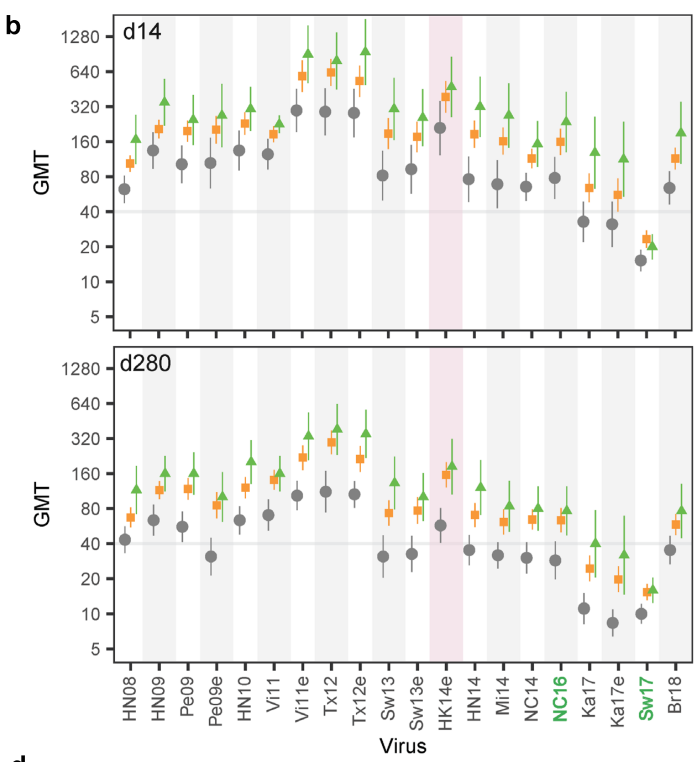 b
d14
GMT
1280
640
320
160
80
40
20
10
5
d280
GMT
1280
640
320
160
80
40
20
10
5
HN08
HN09
Pe09
Pe09e
HN10
Vi11
Vi11e
Tx12
Tx12e
Sw13
Sw13e
HK14e
HN14
Mi14
NC14
NC16
Ka17
Ka17e
Sw17
Br18
Virus